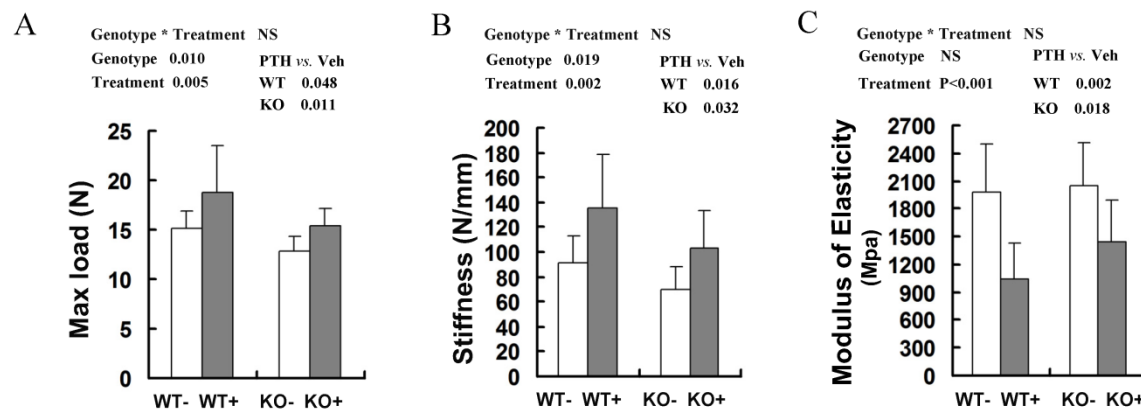 A
Genotype * Treatment NS
Genotype 0.010 PTH vs. Veh
Treatment 0.005 WT 0.048
KO 0.011
Max load (N)
25
20
15
10
5
0
WT- WT+ KO- KO+
B
Genotype * Treatment NS
Genotype 0.019 PTH vs. Veh
Treatment 0.002 WT 0.016
KO 0.032
Stiffness (N/mm)
200
180
160
140
120
100
80
60
40
20
0
WT- WT+ KO- KO+
C
Genotype * Treatment NS
Genotype NS PTH vs. Veh
Treatment P<0.001 WT 0.002
KO 0.018
Modulus of Elasticity
(Mpa)
2700
2400
2100
1800
1500
1200
900
600
300
0
WT- WT+ KO- KO+